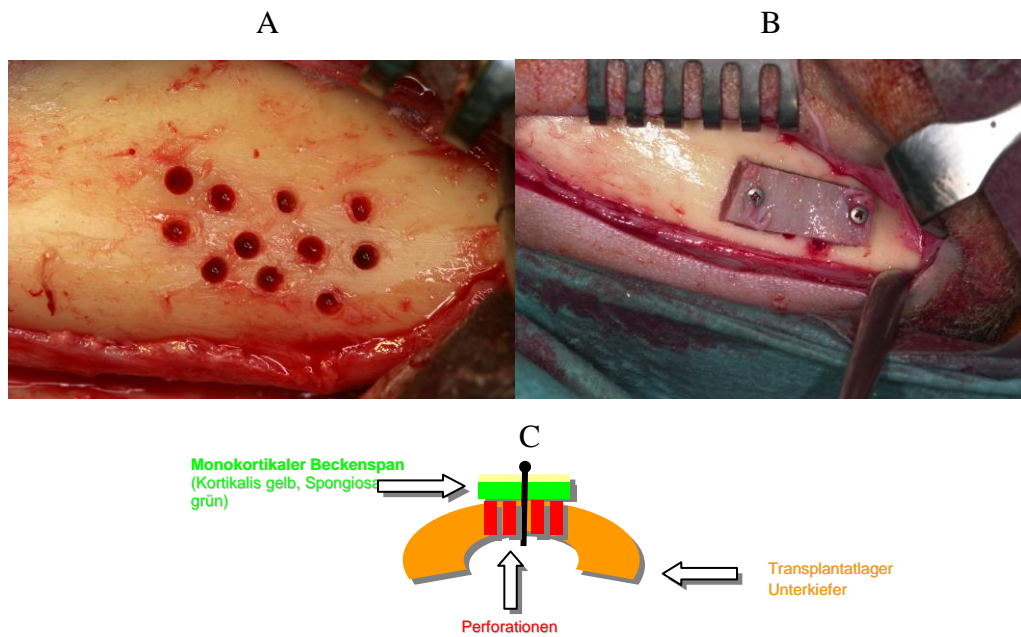 A
B
C
Monokortikaler Beckenspan
(Kortikalis gelb, Spongiosa
grün)
Transplantatlager
Unterkiefer
Perforationen